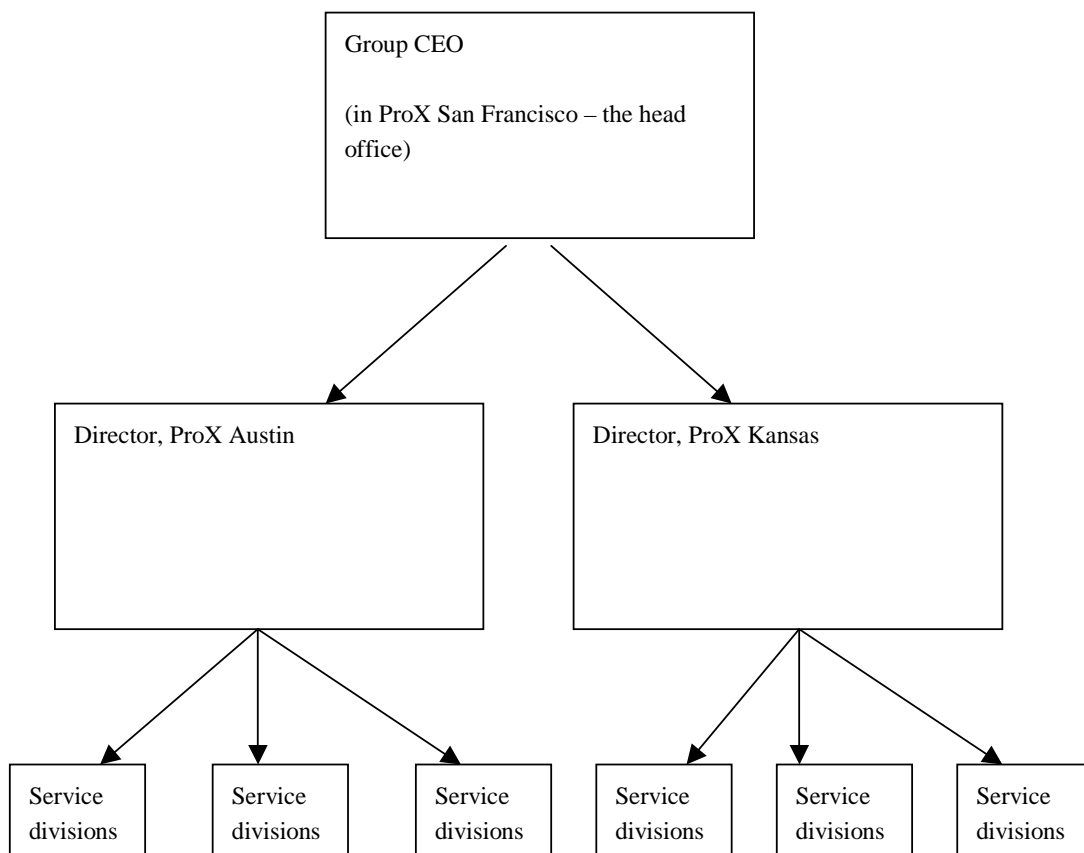 Group CEO
(in ProX San Francisco – the head
office)
Director, ProX Austin
Director, ProX Kansas
Service
divisions
Service
divisions
Service
divisions
Service
divisions
Service
divisions
Service
divisions